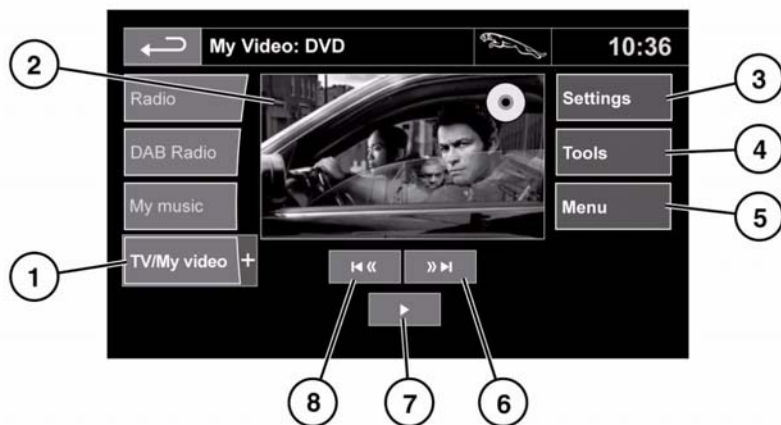 My Video: DVD 10:36
2
3
Radio
Settings
DAB Radio
Tools
4
My music
Menu
5
1
TV/My video +
8
7
6